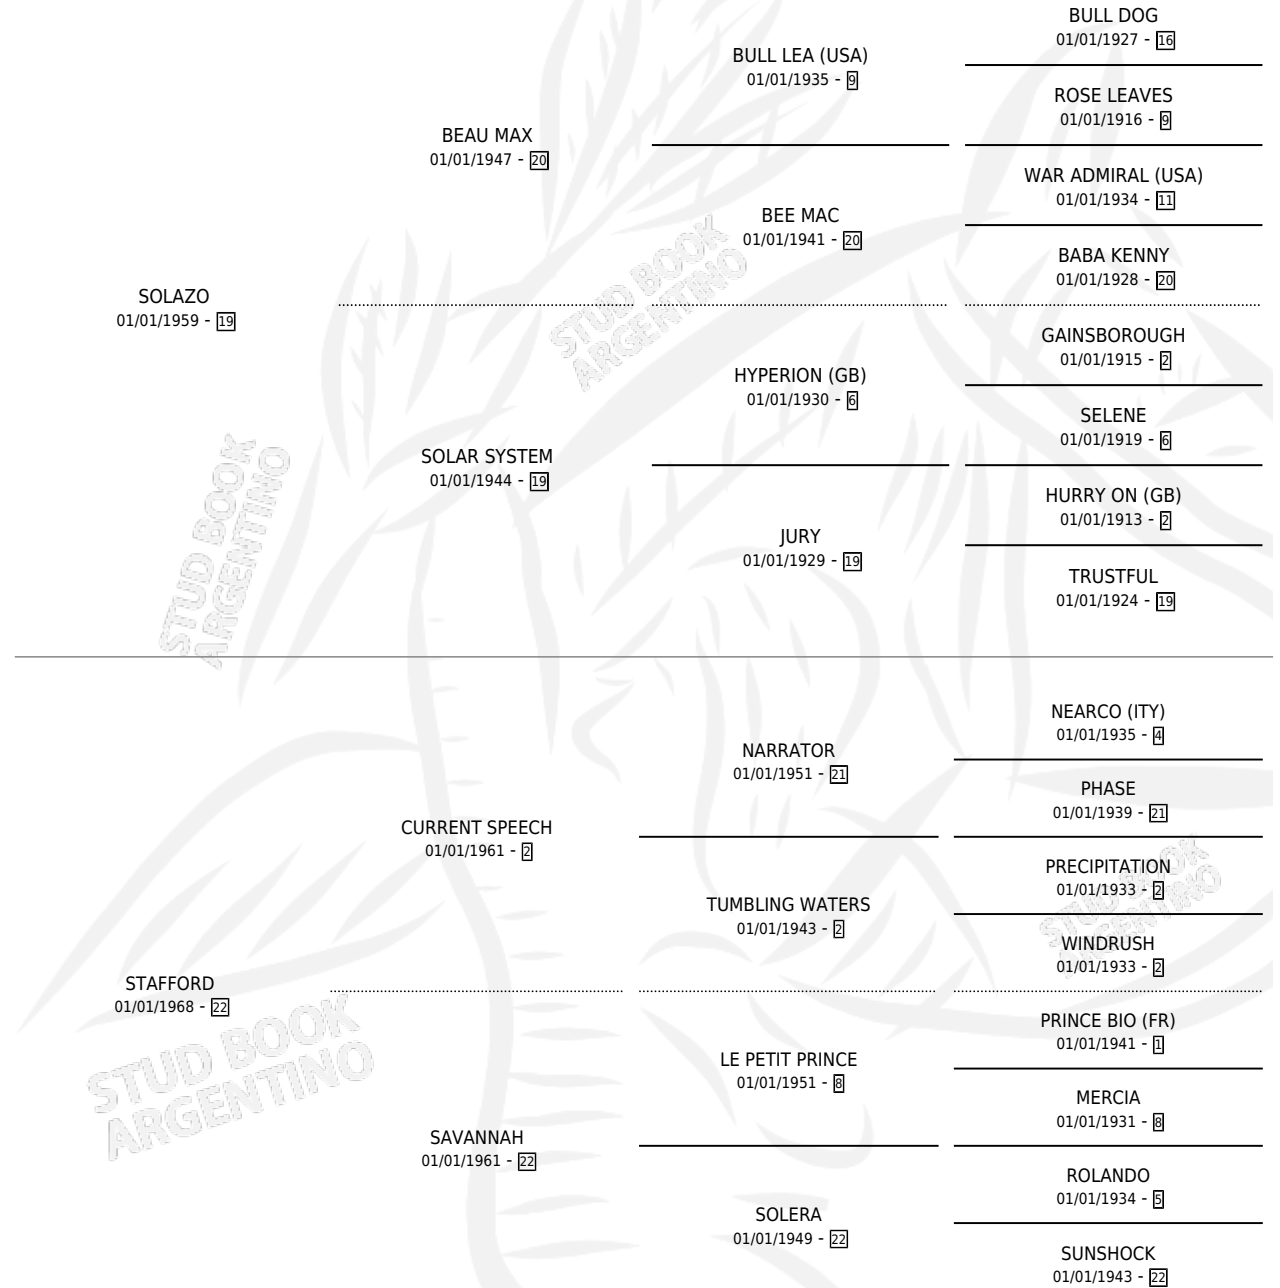 BULL DOG
01/01/1927 - 16
BULL LEA (USA)
01/01/1935 - 9
ROSE LEAVES
01/01/1916 - 9
BEAU MAX
01/01/1947 - 20
WAR ADMIRAL (USA)
01/01/1934 - 11
BEE MAC
01/01/1941 - 20
BABA KENNY
01/01/1928 - 20
SOLAZO
01/01/1959 - 19
GAINSBOROUGH
01/01/1915 - 2
HYPERION (GB)
01/01/1930 - 6
SELENE
01/01/1919 - 6
SOLAR SYSTEM
01/01/1944 - 19
HURRY ON (GB)
01/01/1913 - 2
JURY
01/01/1929 - 19
TRUSTFUL
01/01/1924 - 19
STUD BOOK
ARGENTINO
STUD BOOK
ARGENTINO
NEARCO (ITY)
01/01/1935 - 4
NARRATOR
01/01/1951 - 21
PHASE
01/01/1939 - 21
CURRENT SPEECH
01/01/1961 - 2
PRECIPITATION
01/01/1933 - 2
TUMBLING WATERS
01/01/1943 - 2
WINDRUSH
01/01/1933 - 2
STAFFORD
01/01/1968 - 22
PRINCE BIO (FR)
01/01/1941 - 1
LE PETIT PRINCE
01/01/1951 - 8
MERCIA
01/01/1931 - 8
SAVANNAH
01/01/1961 - 22
ROLANDO
01/01/1934 - 5
SOLERA
01/01/1949 - 22
SUNSHOCK
01/01/1943 - 22
STUD BOOK
ARGENTINO
STUD BOOK
ARGENTINO